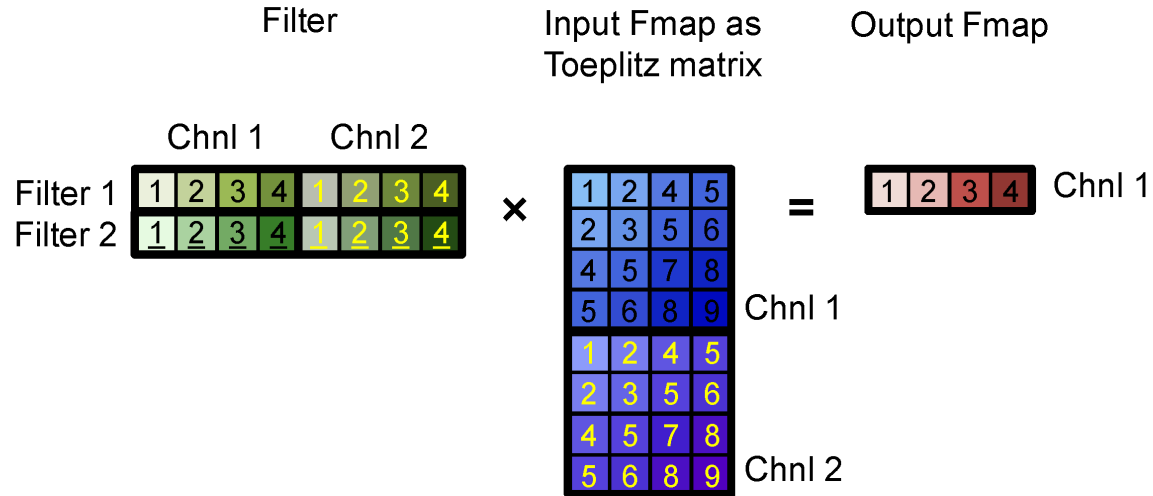 Filter
Input Fmap as
Toeplitz matrix
Output Fmap
Chnl 1 Chnl 2
Filter 1 1 2 3 4 1 2 3 4
Filter 2 1 2 3 4 1 2 3 4
×
1 2 4 5
2 3 5 6
4 5 7 8
5 6 8 9
Chnl 1
1 2 4 5
2 3 5 6
4 5 7 8
5 6 8 9
Chnl 2
=
1 2 3 4 Chnl 1